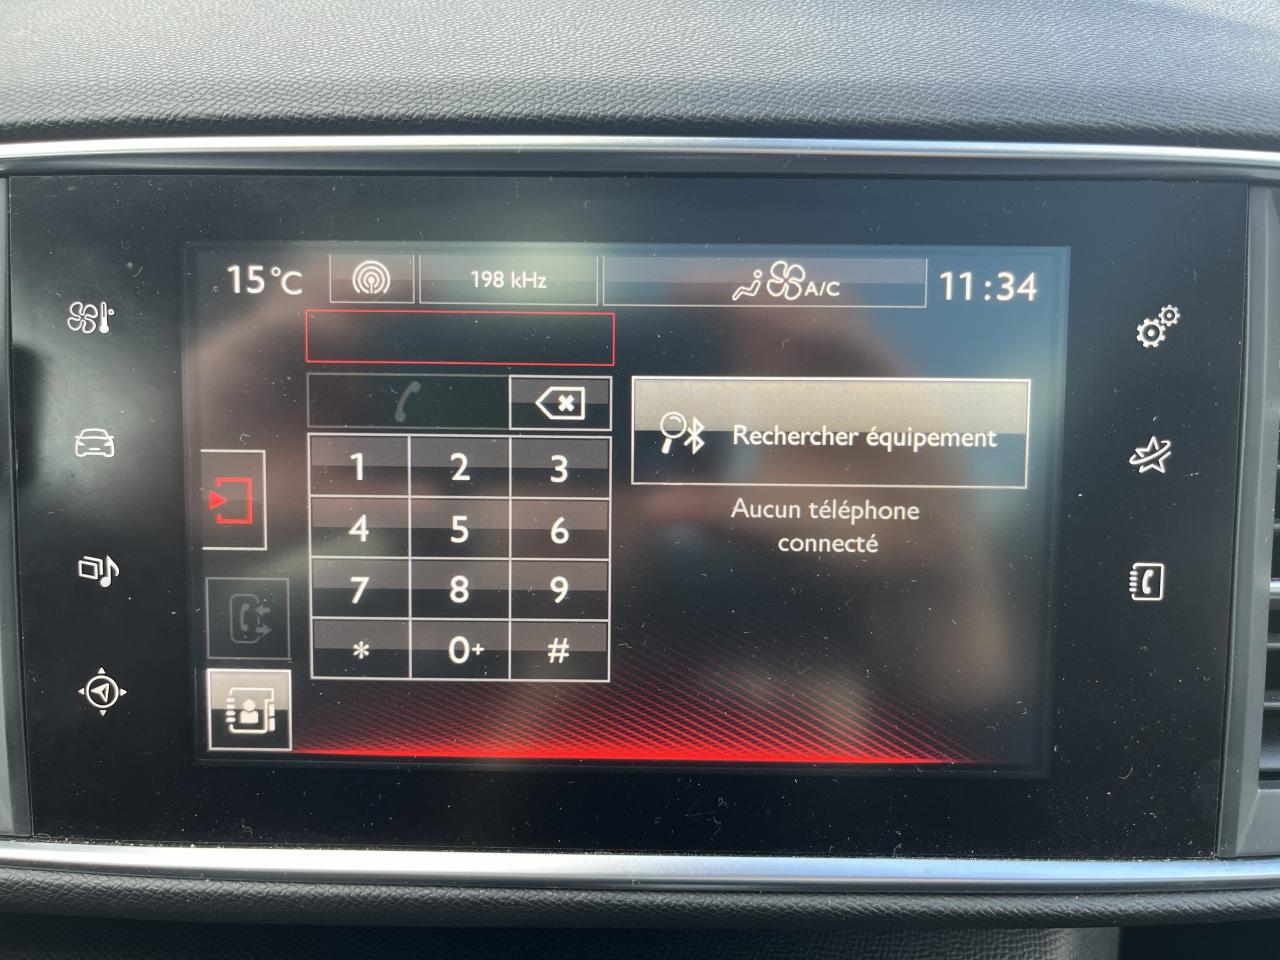 15°C
198 kHz
A/C
11:34
Rechercher équipement
Aucun téléphone
connecté
1 2 3
4 5 6
7 8 9
* 0+ #